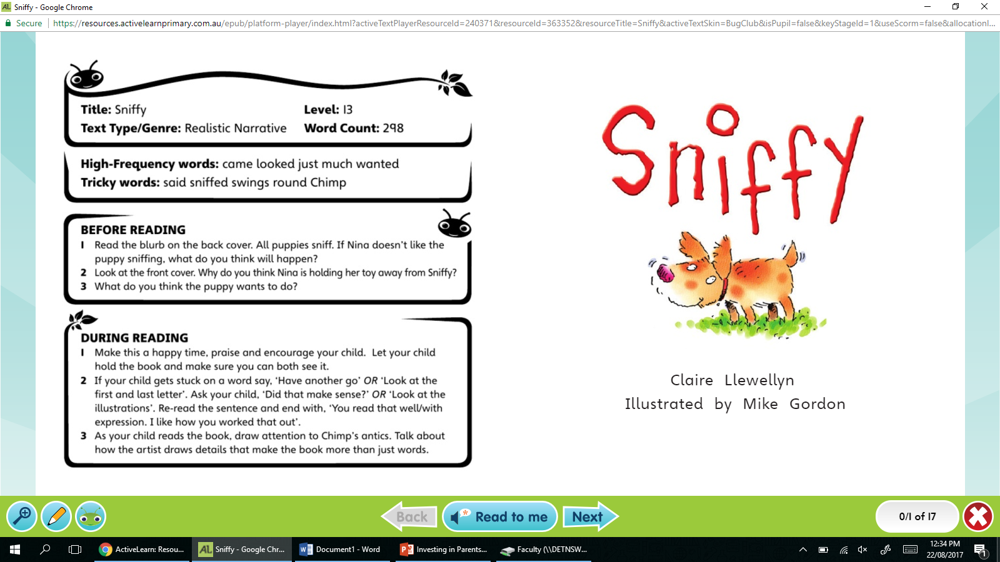 Sniffy - Google Chrome
Secure | https://resources.activelearnprimary.com.au/epub/platform-player/index.html?activeTextPlayerResourceId=240371&resourceId=363352&resourceTitle=Sniffy&activeTextSkin=BugClub&isPupil=false&keyStageId=1&useScorm=false&allocationI...
Title: Sniffy Level: 13
Text Type/Genre: Realistic Narrative Word Count: 298
High-Frequency words: came looked just much wanted
Tricky words: said sniffed swings round Chimp
BEFORE READING
1 Read the blurb on the back cover. All puppies sniff. If Nina doesn't like the
puppy sniffing, what do you think will happen?
2 Look at the front cover. Why do you think Nina is holding her toy away from Sniffy?
3 What do you think the puppy wants to do?
DURING READING
1 Make this a happy time, praise and encourage your child. Let your child
hold the book and make sure you can both see it.
2 If your child gets stuck on a word say, ‘Have another go’ OR ‘Look at the
first and last letter’. Ask your child, ‘Did that make sense?’ OR ‘Look at the
illustrations’. Re-read the sentence and end with, ‘You read that well/with
expression. I like how you worked that out’.
3 As your child reads the book, draw attention to Chimp’s antics. Talk about
how the artist draws details that make the book more than just words.
Sniffy
Claire Llewellyn
Illustrated by Mike Gordon
Back
Read to me
Next
0/1 of 17
ActiveLearn: Resou...
AL Sniffy - Google Chr...
Document1 - Word
Investing in Parents...
Faculty (\\DETNSW...
12:34 PM
22/08/2017
1